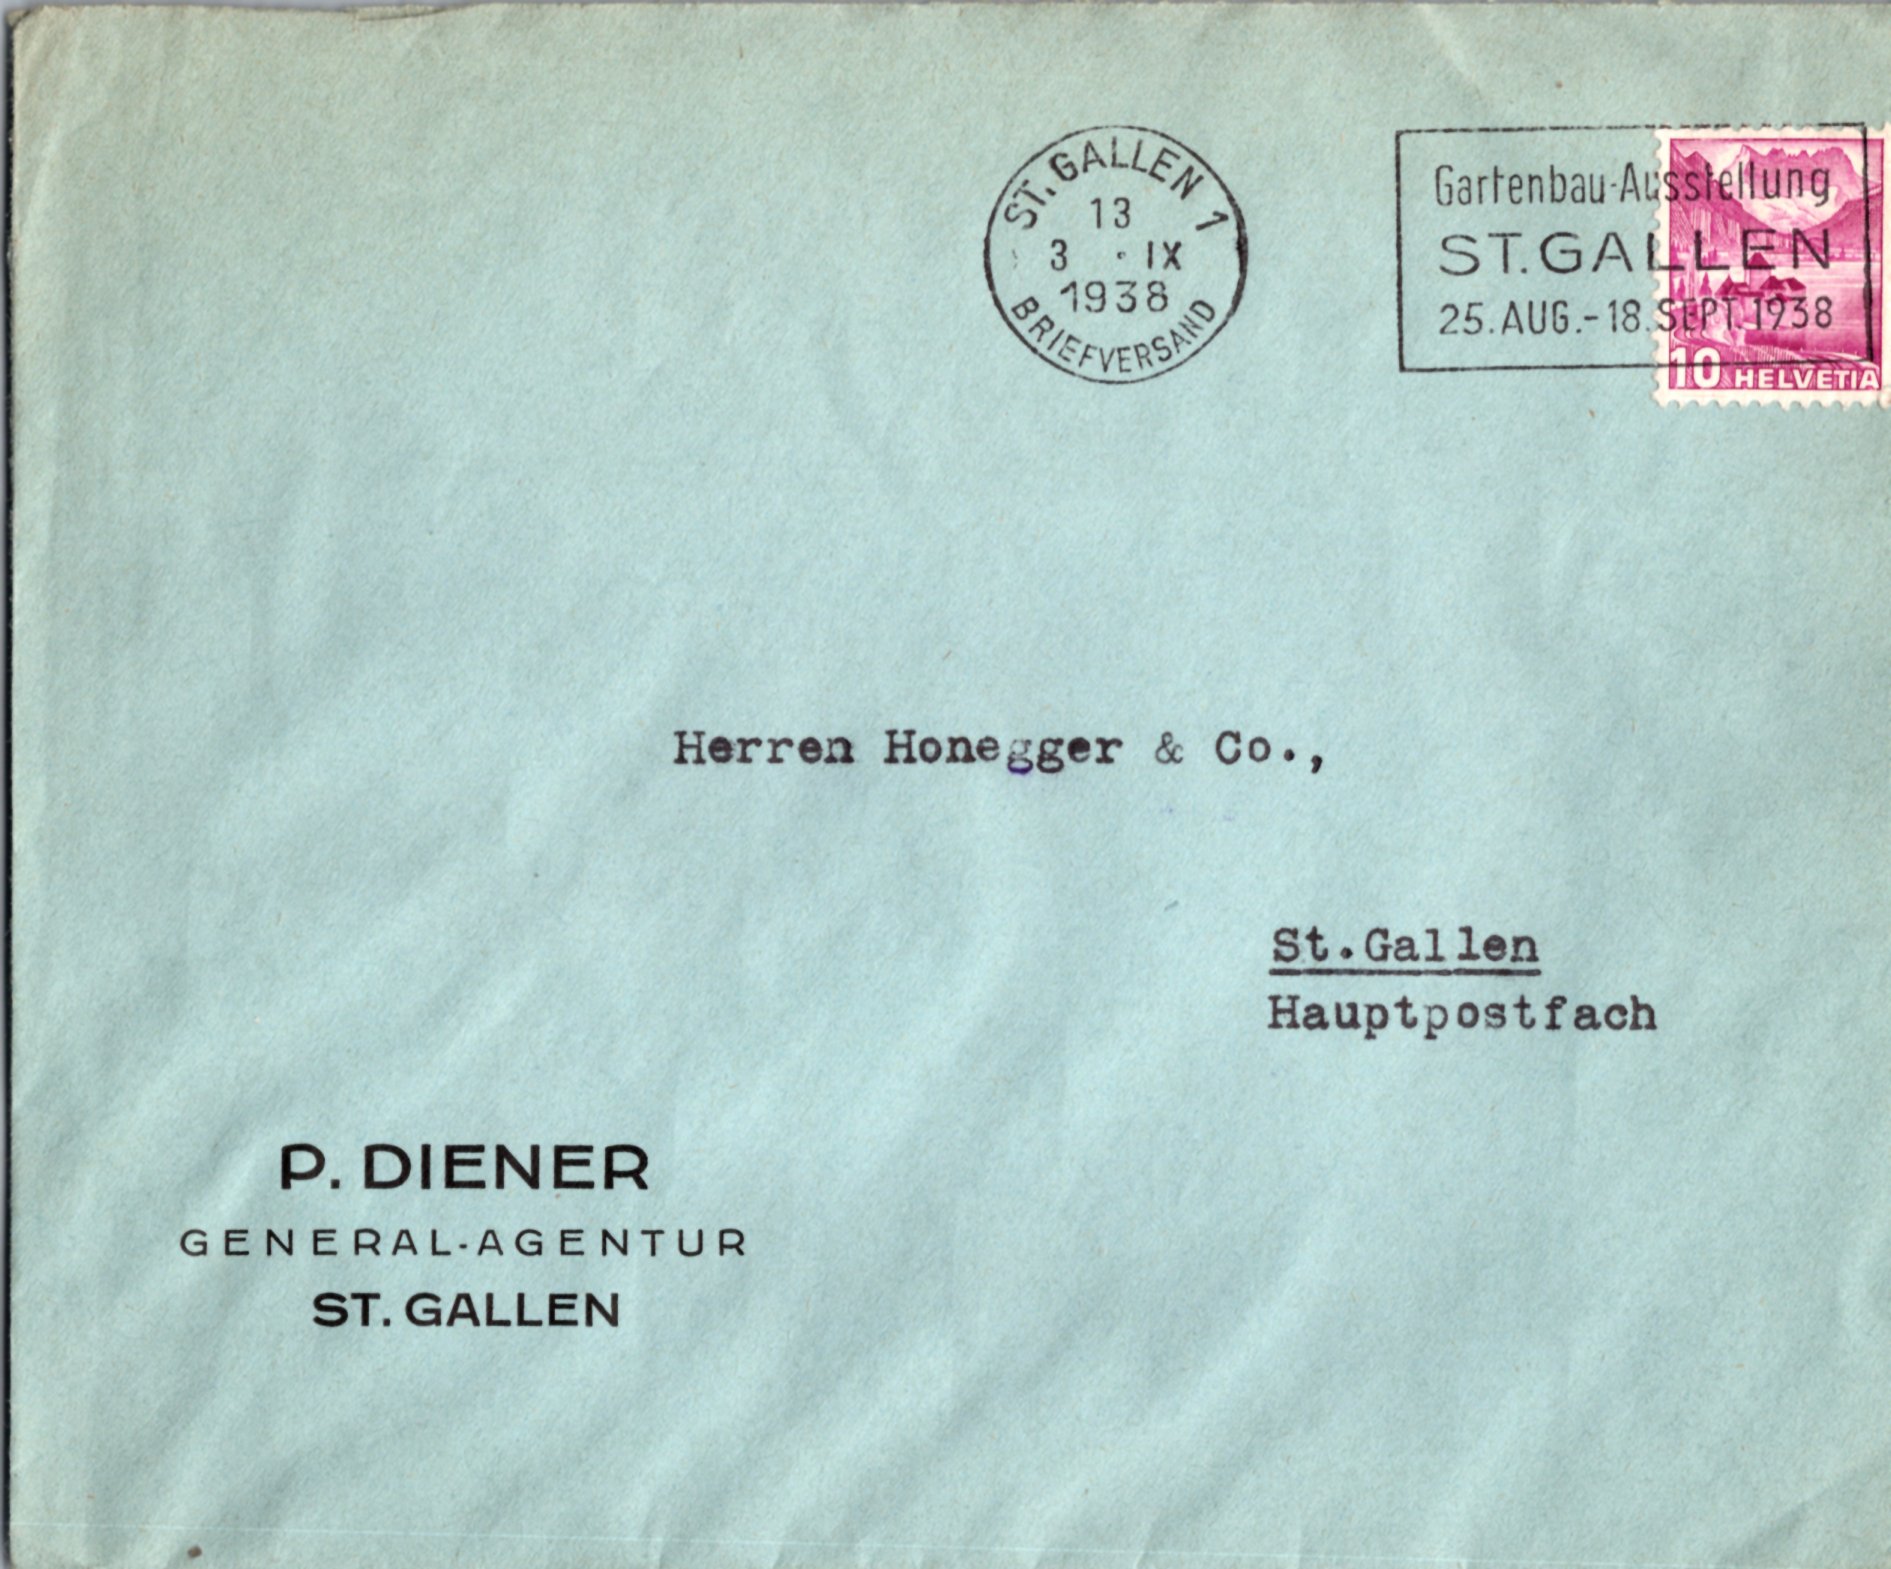 ST. GALLEN 1
13
3 · IX
1938
BRIEFVERSAND
Gartenbau-Ausstellung
ST. GALLEN
25. AUG. - 18. SEPT. 1938
10 HELVETIA
Herren Honegger & Co.,
St.Gallen
Hauptpostfach
P. DIENER
GENERAL-AGENTUR
ST. GALLEN